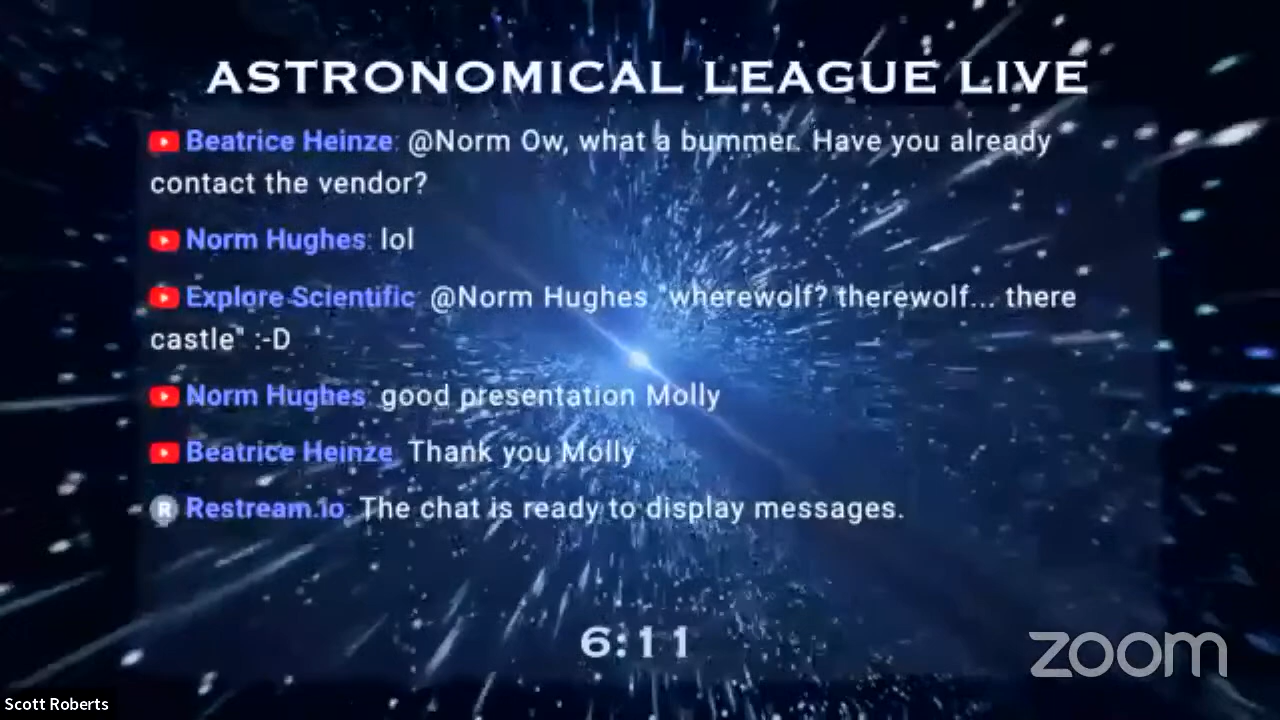 ASTRONOMICAL LEAGUE LIVE
Beatrice Heinze: @Norm Ow, what a bummer. Have you already
contact the vendor?
Norm Hughes: lol
Explore Scientific: @Norm Hughes "wherewolf? therewolf... there
castle" :-D
Norm Hughes: good presentation Molly
Beatrice Heinze: Thank you Molly
R Restream.io: The chat is ready to display messages.
6:11
zoom
Scott Roberts